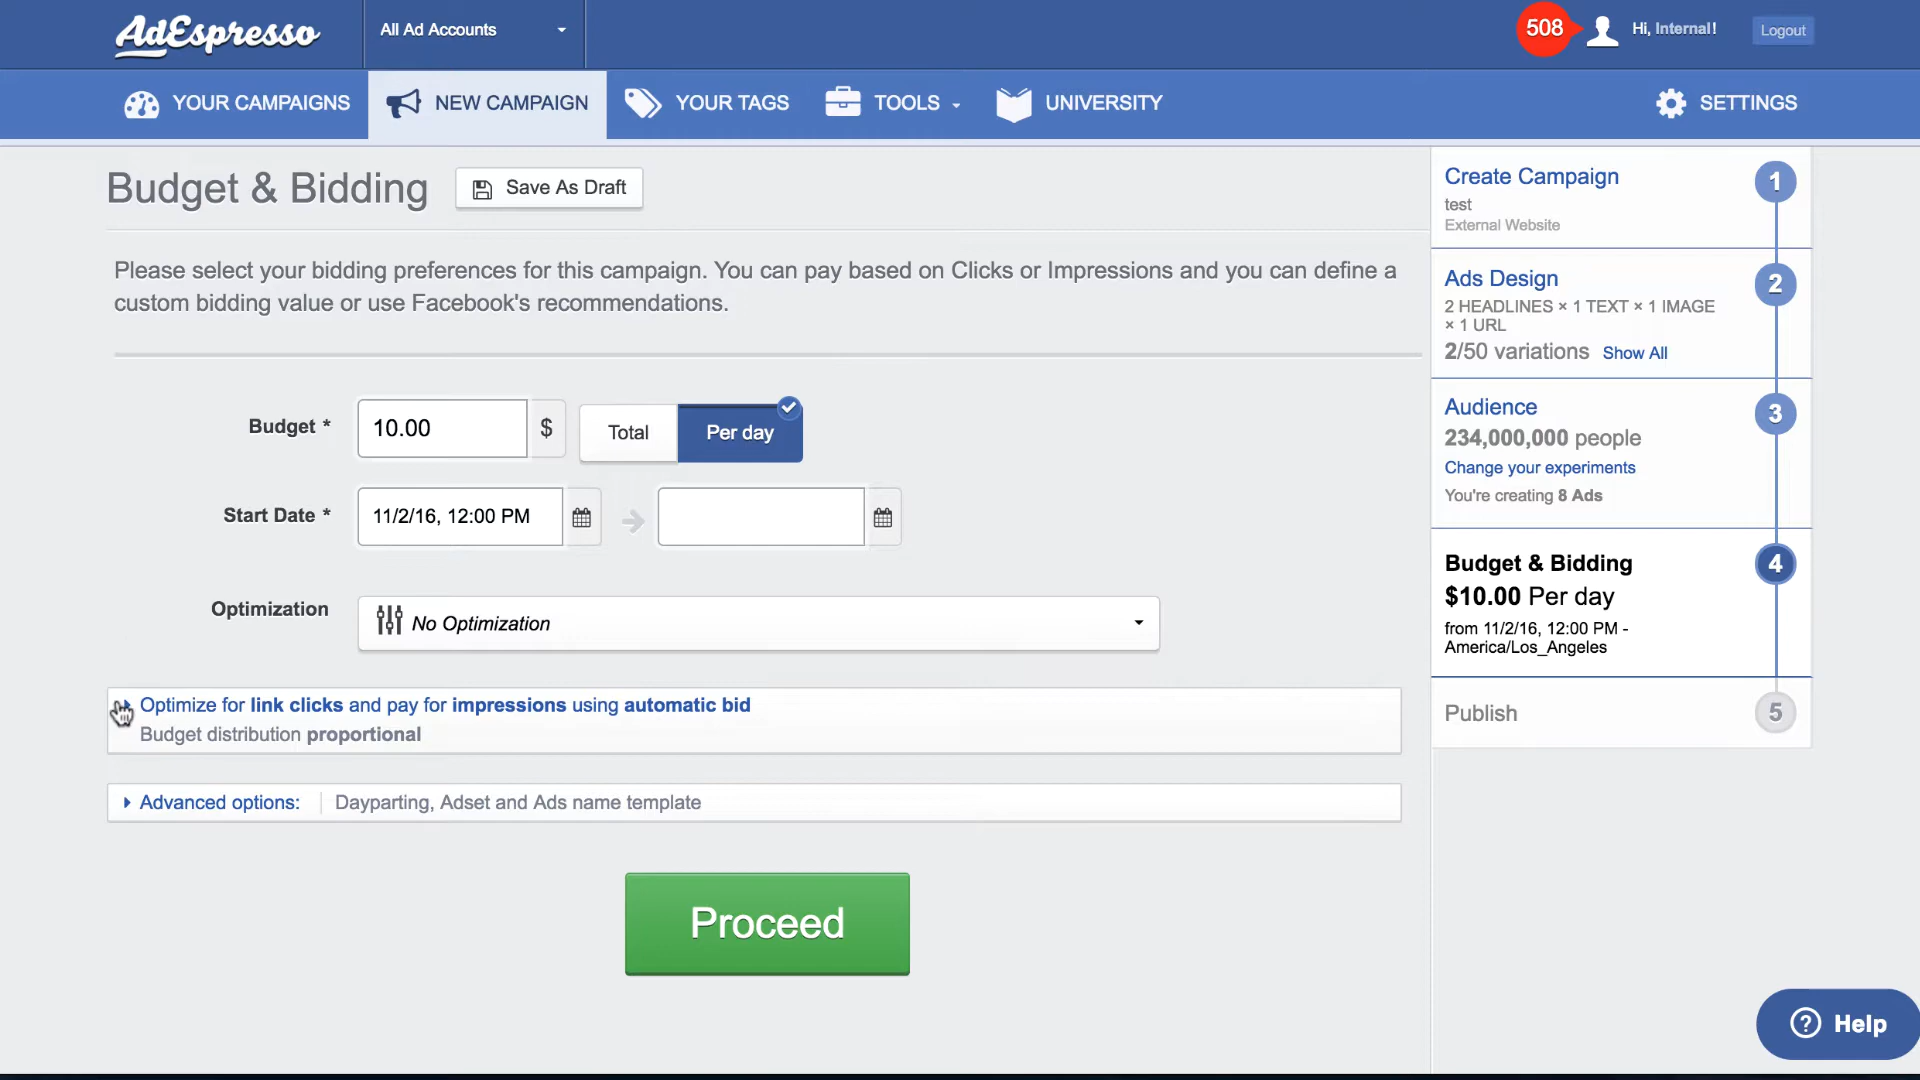 AdEspresso
All Ad Accounts
508
Hi, Internal!
Logout
YOUR CAMPAIGNS
NEW CAMPAIGN
YOUR TAGS
TOOLS
UNIVERSITY
SETTINGS
Budget & Bidding
Save As Draft
Please select your bidding preferences for this campaign. You can pay based on Clicks or Impressions and you can define a
custom bidding value or use Facebook's recommendations.
Budget *
10.00
$
Total
Per day
Start Date *
11/2/16, 12:00 PM
Optimization
No Optimization
Optimize for link clicks and pay for impressions using automatic bid
Budget distribution proportional
Advanced options:
Dayparting, Adset and Ads name template
Proceed
Create Campaign
1
test
External Website
Ads Design
2
2 HEADLINES × 1 TEXT × 1 IMAGE
× 1 URL
2/50 variations Show All
Audience
3
234,000,000 people
Change your experiments
You're creating 8 Ads
Budget & Bidding
4
$10.00 Per day
from 11/2/16, 12:00 PM -
America/Los_Angeles
Publish
5
Help